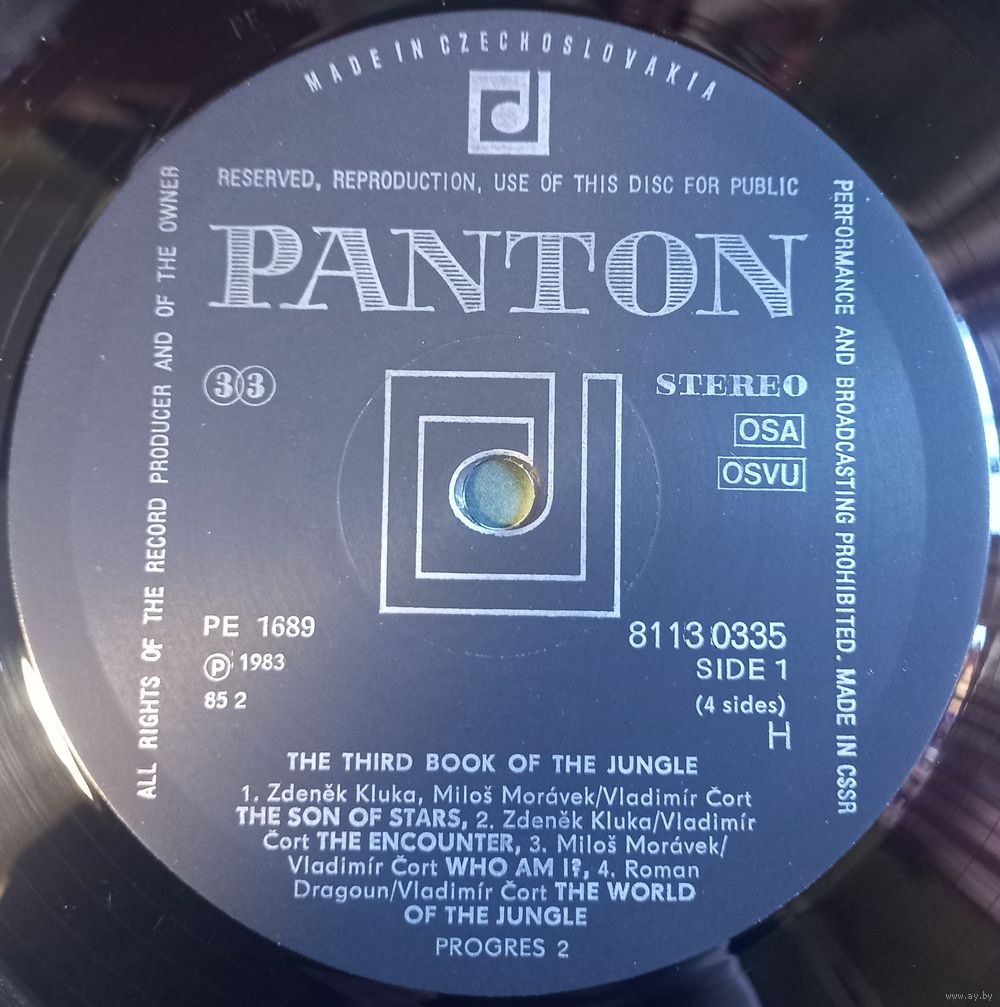 MADE IN CZECHOSLOVAKIA
ALL RIGHTS OF THE RECORD PRODUCER AND OF THE OWNER
RESERVED, REPRODUCTION, USE OF THIS DISC FOR PUBLIC
PERFORMANCE AND BROADCASTING PROHIBITED. MADE IN CSSR
PANTON
33
STEREO
OSA
OSVU
PE 1689
Ⓟ 1983
85 2
8113 0335
SIDE 1
(4 sides)
H
THE THIRD BOOK OF THE JUNGLE
1. Zdeněk Kluka, Miloš Morávek/Vladimír Čort
THE SON OF STARS, 2. Zdeněk Kluka/Vladimír
Čort THE ENCOUNTER, 3. Miloš Morávek/
Vladimír Čort WHO AM I?, 4. Roman
Dragoun/Vladimír Čort THE WORLD
OF THE JUNGLE
PROGRES 2
www.ay.by